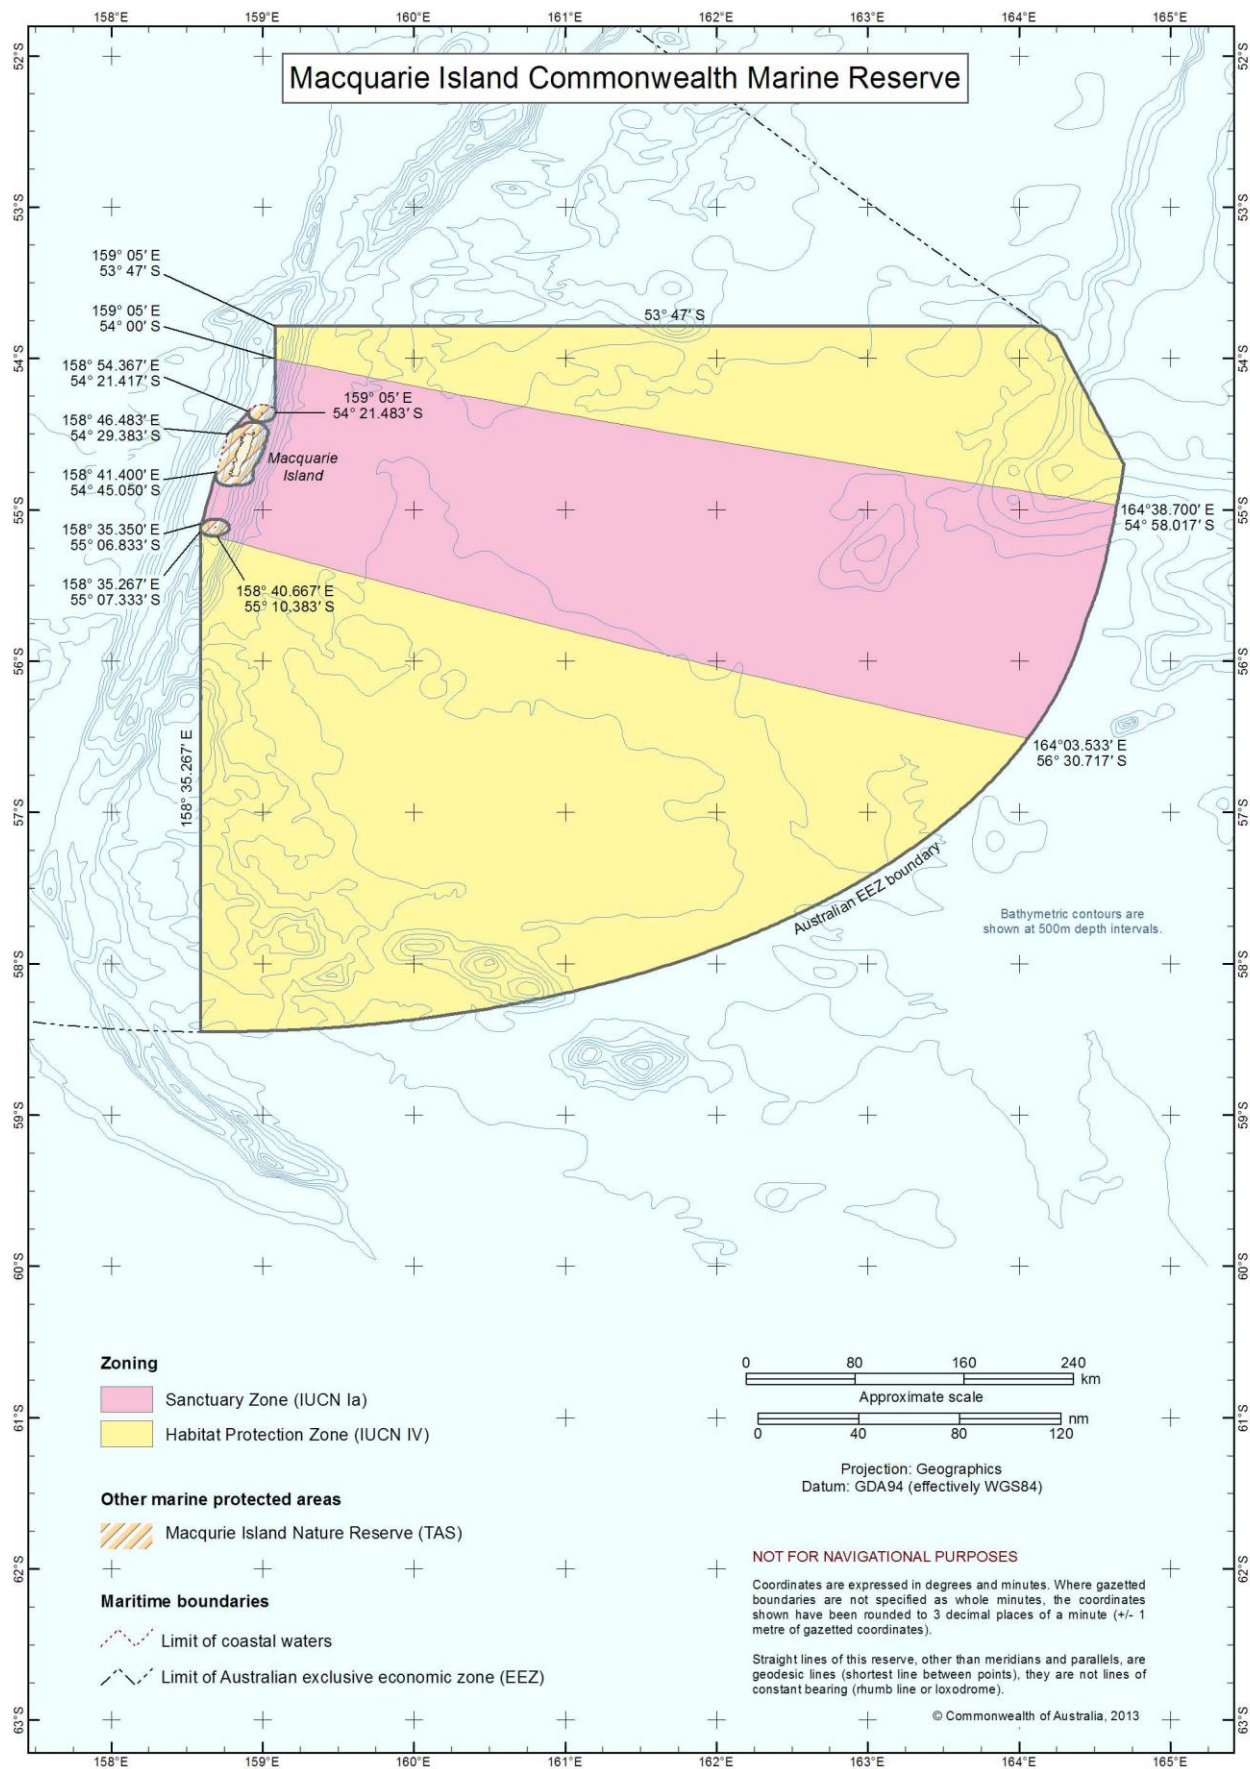 158°E 159°E 160°E 161°E 162°E 163°E 164°E 165°E
52°S 52°S
Macquarie Island Commonwealth Marine Reserve
53°S 53°S
159° 05' E
53° 47' S
159° 05' E
54° 00' S
53° 47' S
54°S 54°S
158° 54.367' E
54° 21.417' S
159° 05' E
54° 21.483' S
158° 46.483' E
54° 29.383' S
Macquarie
Island
158° 41.400' E
54° 45.050' S
55°S 55°S
164°38.700' E
54° 58.017' S
158° 35.350' E
55° 06.833' S
158° 35.267' E
55° 07.333' S
158° 40.667' E
55° 10.383' S
56°S 56°S
164°03.533' E
56° 30.717' S
158° 35.267' E
57°S 57°S
Australian EEZ boundary
Bathymetric contours are
shown at 500m depth intervals.
58°S 58°S
59°S 59°S
60°S 60°S
Zoning
Sanctuary Zone (IUCN Ia)
Habitat Protection Zone (IUCN IV)
0 80 160 240
km
Approximate scale
nm
0 40 80 120
61°S 61°S
Projection: Geographics
Datum: GDA94 (effectively WGS84)
Other marine protected areas
Macqurie Island Nature Reserve (TAS)
62°S 62°S
Maritime boundaries
Limit of coastal waters
Limit of Australian exclusive economic zone (EEZ)
NOT FOR NAVIGATIONAL PURPOSES
Coordinates are expressed in degrees and minutes. Where gazetted
boundaries are not specified as whole minutes, the coordinates
shown have been rounded to 3 decimal places of a minute (+/- 1
metre of gazetted coordinates).
Straight lines of this reserve, other than meridians and parallels, are
geodesic lines (shortest line between points), they are not lines of
constant bearing (rhumb line or loxodrome).
© Commonwealth of Australia, 2013
63°S 63°S
158°E 159°E 160°E 161°E 162°E 163°E 164°E 165°E